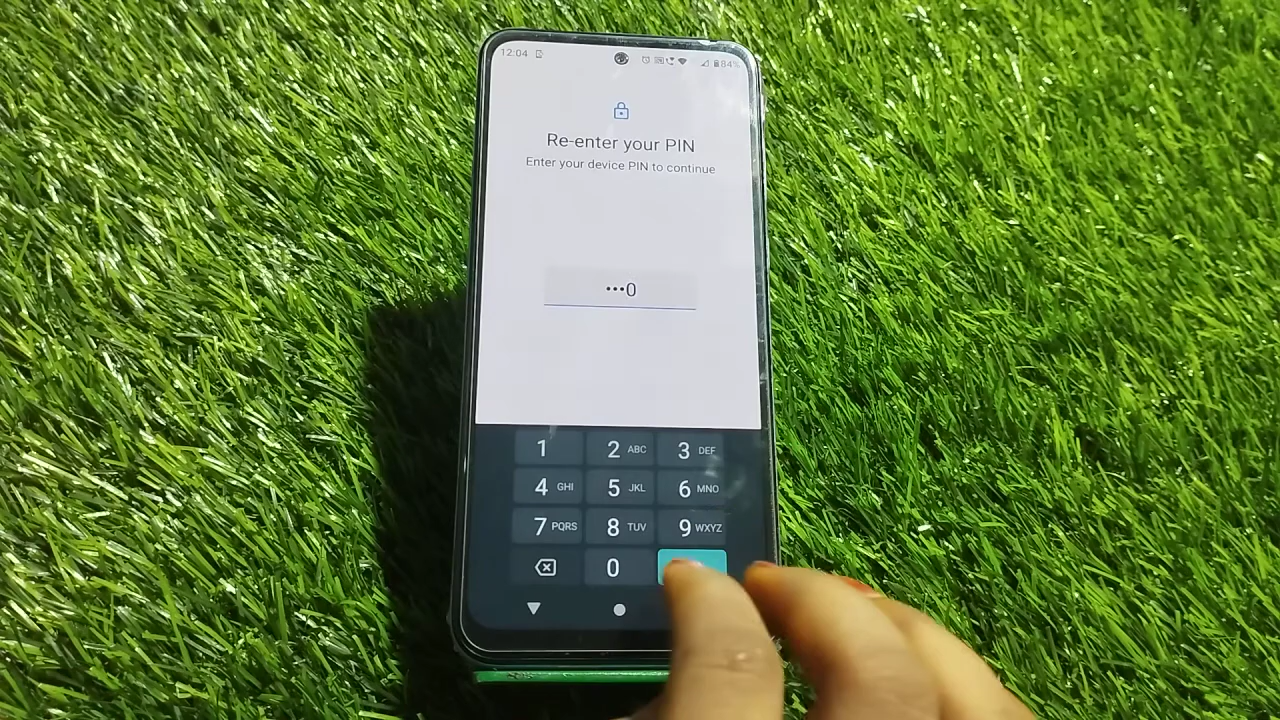 12:04 84%
Re-enter your PIN
Enter your device PIN to continue
•••0
1 2 ABC 3 DEF
4 GHI 5 JKL 6 MNO
7 PQRS 8 TUV 9 WXYZ
0